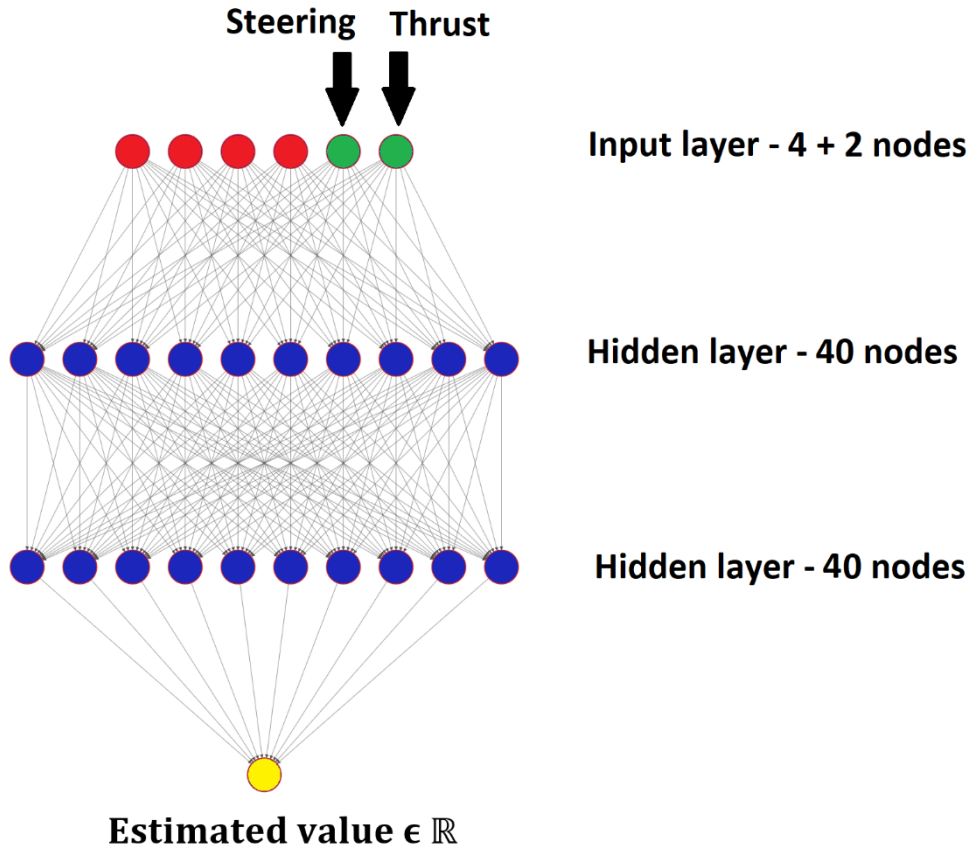 Steering Thrust
Input layer - 4 + 2 nodes
Hidden layer - 40 nodes
Hidden layer - 40 nodes
Estimated value ϵ ℝ